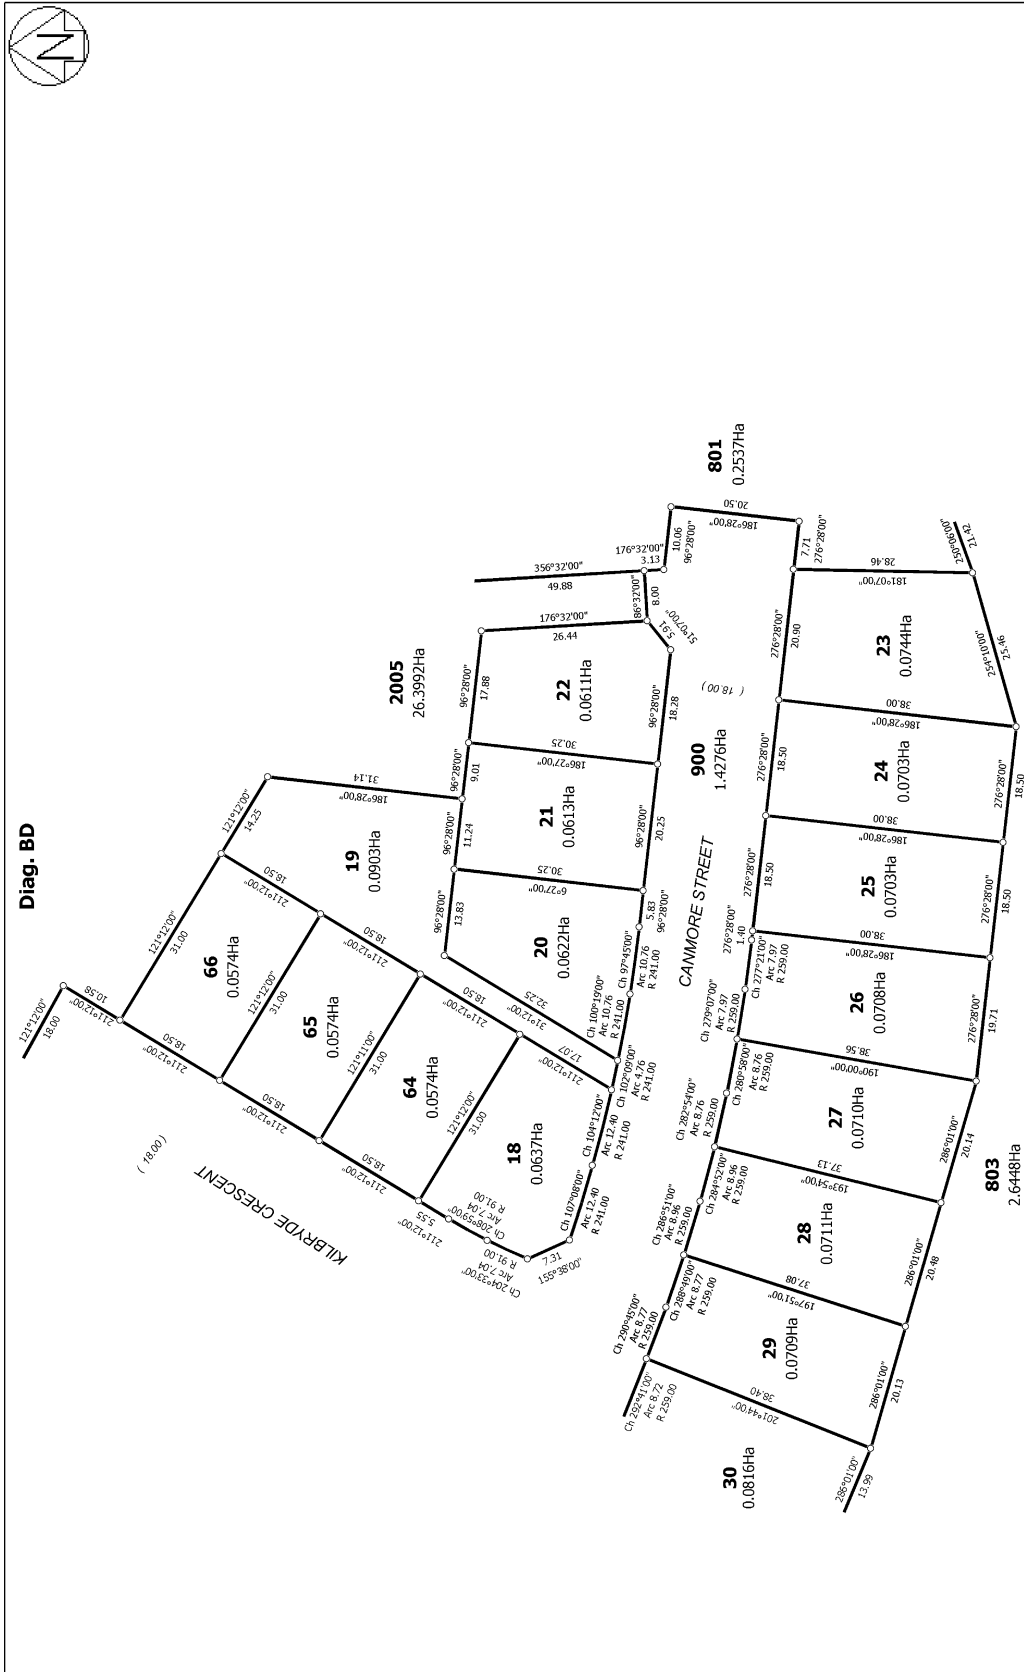 N
Diag. BD
121°12'00"
18.00
10.58
211°12'00"
121°12'00"
31.00
66
0.0574Ha
18.50
211°12'00"
18.50
211°12'00"
121°12'00"
14.25
31.14
186°28'00"
19
0.0903Ha
121°12'00"
31.00
65
0.0574Ha
18.50
211°12'00"
18.50
211°12'00"
121°11'00"
31.00
64
0.0574Ha
18.50
211°12'00"
18.50
211°12'00"
121°12'00"
31.00
18
0.0637Ha
17.07
211°12'00"
5.55
211°12'00"
Ch 208°59'00"
Arc 7.04
R 91.00
Ch 204°33'00"
Arc 7.04
R 91.00
7.31
155°38'00"
Ch 107°08'00"
Arc 12.40
R 241.00
Ch 104°12'00"
Arc 12.40
R 241.00
Ch 102°09'00"
Arc 4.76
R 241.00
Ch 100°19'00"
Arc 10.76
R 241.00
Ch 97°45'00"
Arc 10.76
R 241.00
( 18.00 )
KILBRYDE CRESCENT
2005
26.3992Ha
96°28'00"
13.83
32.25
31°12'00"
20
0.0622Ha
5.83
96°28'00"
96°28'00"
11.24
96°28'00"
9.01
30.25
6°27'00"
21
0.0613Ha
96°28'00"
20.25
30.25
186°27'00"
96°28'00"
17.88
22
0.0611Ha
176°32'00"
26.44
96°28'00"
18.28
5.91
51°07'00"
86°32'00"
8.00
356°32'00"
49.88
176°32'00"
3.13
10.06
96°28'00"
801
0.2537Ha
20.50
186°28'00"
7.71
276°28'00"
900
1.4276Ha
( 18.00 )
CANMORE STREET
276°28'00"
20.90
23
0.0744Ha
28.46
181°07'00"
250°06'00"
21.42
254°10'00"
25.46
276°28'00"
18.50
38.00
186°28'00"
24
0.0703Ha
276°28'00"
18.50
276°28'00"
18.50
38.00
186°28'00"
25
0.0703Ha
276°28'00"
18.50
276°28'00"
1.40
Ch 277°21'00"
Arc 7.97
R 259.00
Ch 279°07'00"
Arc 7.97
R 259.00
38.00
186°28'00"
26
0.0708Ha
276°28'00"
19.71
Ch 280°58'00"
Arc 8.76
R 259.00
Ch 282°54'00"
Arc 8.76
R 259.00
38.56
190°00'00"
27
0.0710Ha
286°01'00"
20.14
803
2.6448Ha
Ch 284°52'00"
Arc 8.96
R 259.00
Ch 286°51'00"
Arc 8.96
R 259.00
37.13
193°54'00"
28
0.0711Ha
286°01'00"
20.48
Ch 288°49'00"
Arc 8.77
R 259.00
Ch 290°45'00"
Arc 8.77
R 259.00
37.08
197°51'00"
29
0.0709Ha
286°01'00"
20.13
Ch 292°41'00"
Arc 8.72
R 259.00
38.40
201°44'00"
30
0.0816Ha
286°01'00"
13.99